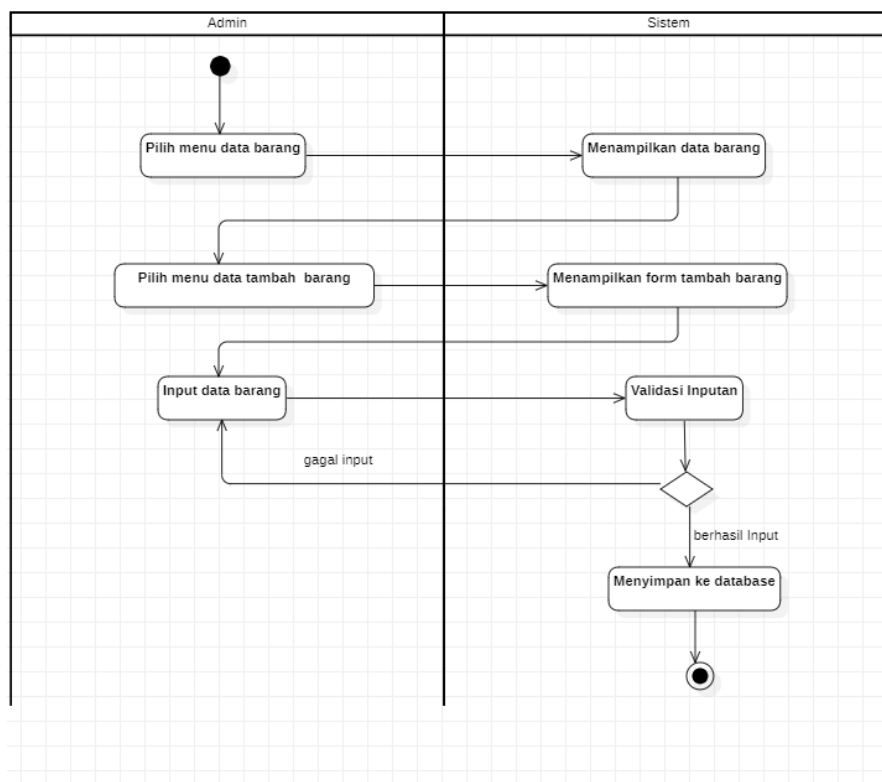 Admin
Sistem
Pilih menu data barang
Menampilkan data barang
Pilih menu data tambah  barang
Menampilkan form tambah barang
Input data barang
Validasi Inputan
gagal input
berhasil Input
Menyimpan ke database